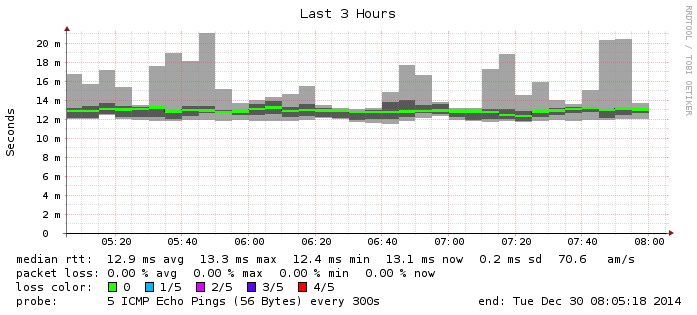 Last 3 Hours
RRDTOOL / TOBI OETIKER
Seconds
20 m
18 m
16 m
14 m
12 m
10 m
8 m
6 m
4 m
2 m
0
05:20 05:40 06:00 06:20 06:40 07:00 07:20 07:40 08:00
median rtt: 12.9 ms avg 13.3 ms max 12.4 ms min 13.1 ms now 0.2 ms sd 70.6 am/s
packet loss: 0.00 % avg 0.00 % max 0.00 % min 0.00 % now
loss color: 0 1/5 2/5 3/5 4/5
probe: 5 ICMP Echo Pings (56 Bytes) every 300s end: Tue Dec 30 08:05:18 2014